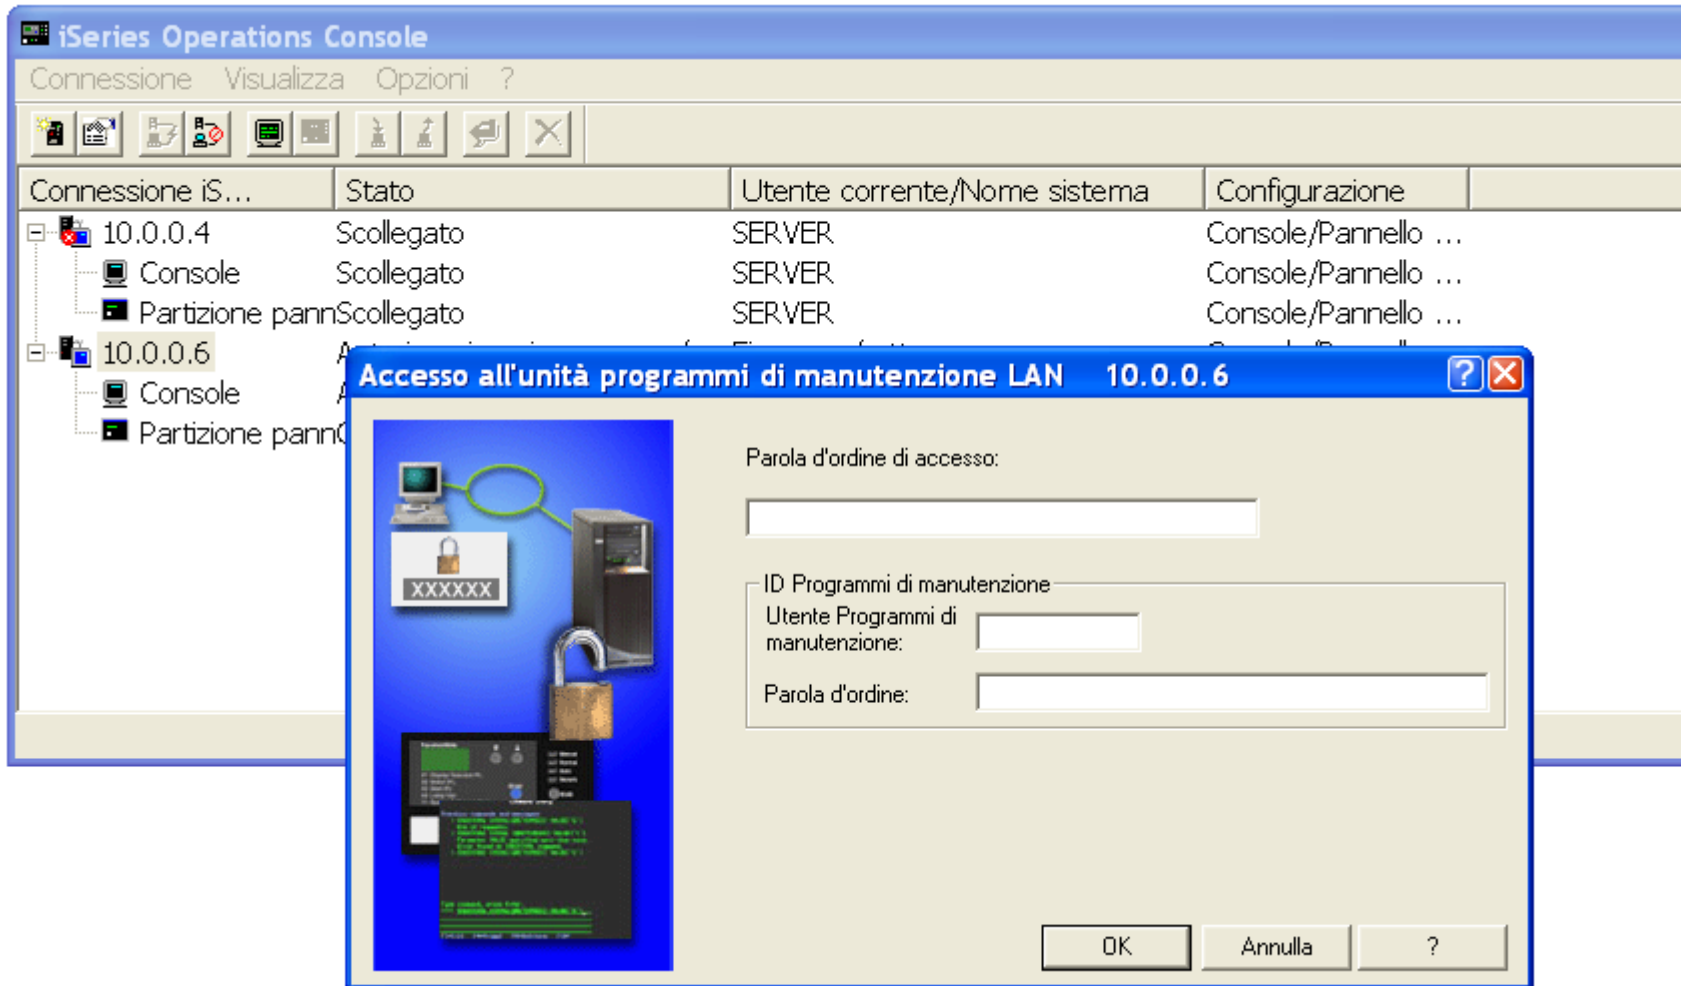 iSeries Operations Console
Connessione Visualizza Opzioni ?
Connessione iS... Stato Utente corrente/Nome sistema Configurazione
10.0.0.4 Scollegato SERVER Console/Pannello ...
Console Scollegato SERVER Console/Pannello ...
Partizione pann Scollegato SERVER Console/Pannello ...
10.0.0.6
Console
Partizione pann
Accesso all'unità programmi di manutenzione LAN 10.0.0.6
Parola d'ordine di accesso:
XXXXXX
ID Programmi di manutenzione
Utente Programmi di
manutenzione:
Parola d'ordine:
OK Annulla ?